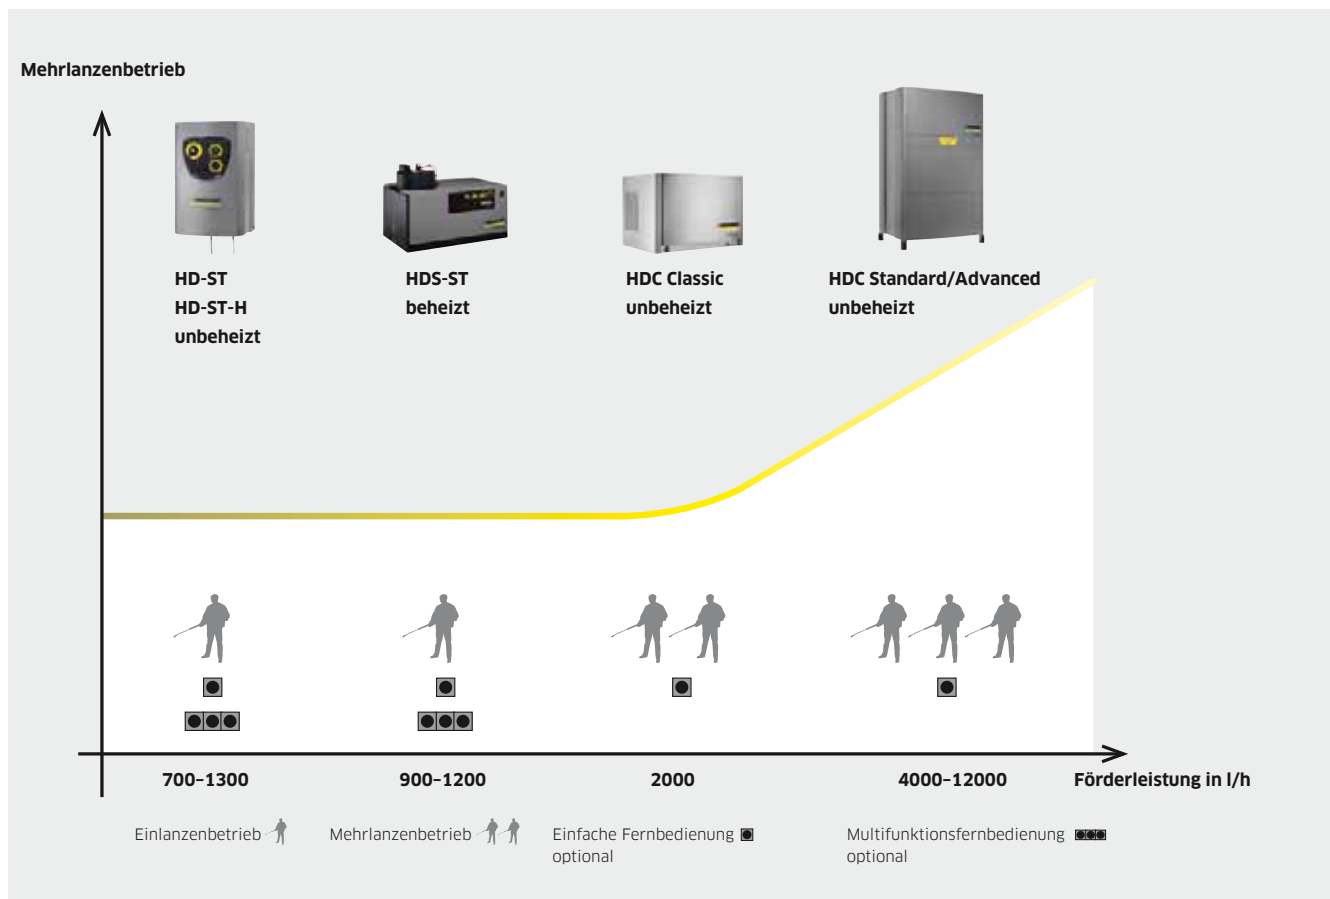 Mehrlanzenbetrieb
HD-ST
HD-ST-H
unbeheizt
HDS-ST
beheizt
HDC Classic
unbeheizt
HDC Standard/Advanced
unbeheizt
700–1300
900–1200
2000
4000–12000
Förderleistung in l/h
Einlanzenbetrieb
Mehrlanzenbetrieb
Einfache Fernbedienung
optional
Multifunktionsfernbedienung
optional